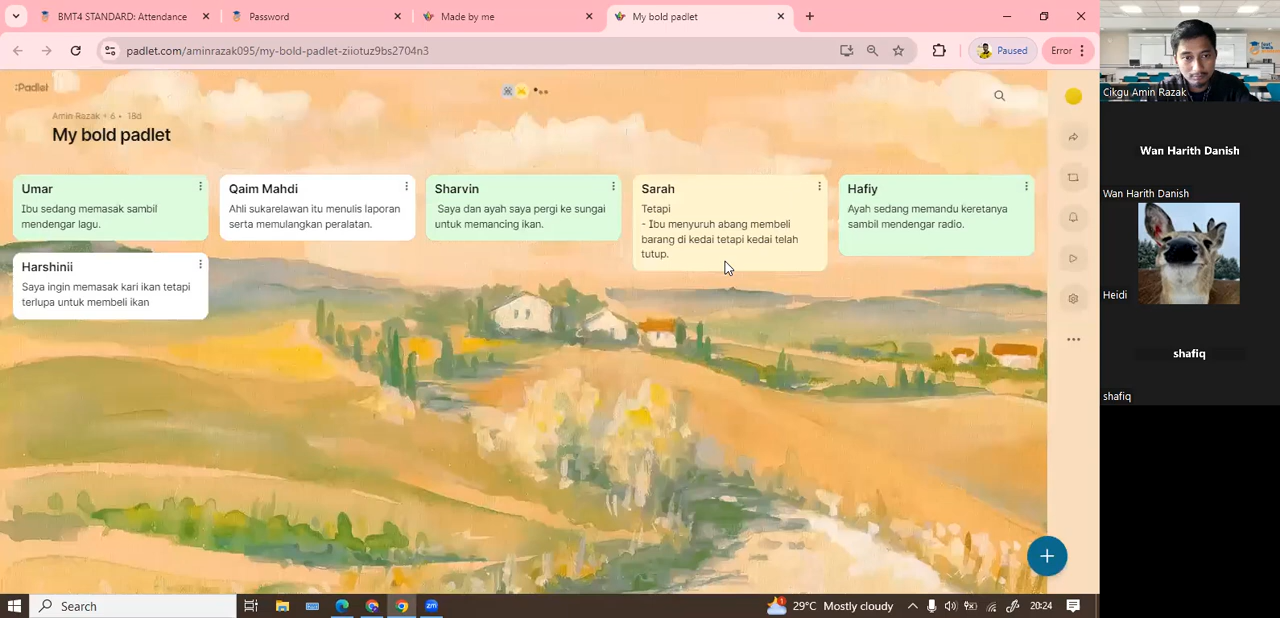 BMT4 STANDARD: Attendance
Password
Made by me
My bold padlet
padlet.com/aminrazak095/my-bold-padlet-ziiotuz9bs2704n3
Paused
Error
:Padlet
Amin Razak + 6 • 18d
My bold padlet
Umar
Ibu sedang memasak sambil
mendengar lagu.
Qaim Mahdi
Ahli sukarelawan itu menulis laporan
serta memulangkan peralatan.
Sharvin
Saya dan ayah saya pergi ke sungai
untuk memancing ikan.
Sarah
Tetapi
- Ibu menyuruh abang membeli
barang di kedai tetapi kedai telah
tutup.
Hafiy
Ayah sedang memandu keretanya
sambil mendengar radio.
Harshinii
Saya ingin memasak kari ikan tetapi
terlupa untuk membeli ikan
Cikgu Amin Razak
Wan Harith Danish
Wan Harith Danish
Heidi
shafiq
shafiq
Search
29°C Mostly cloudy
20:24